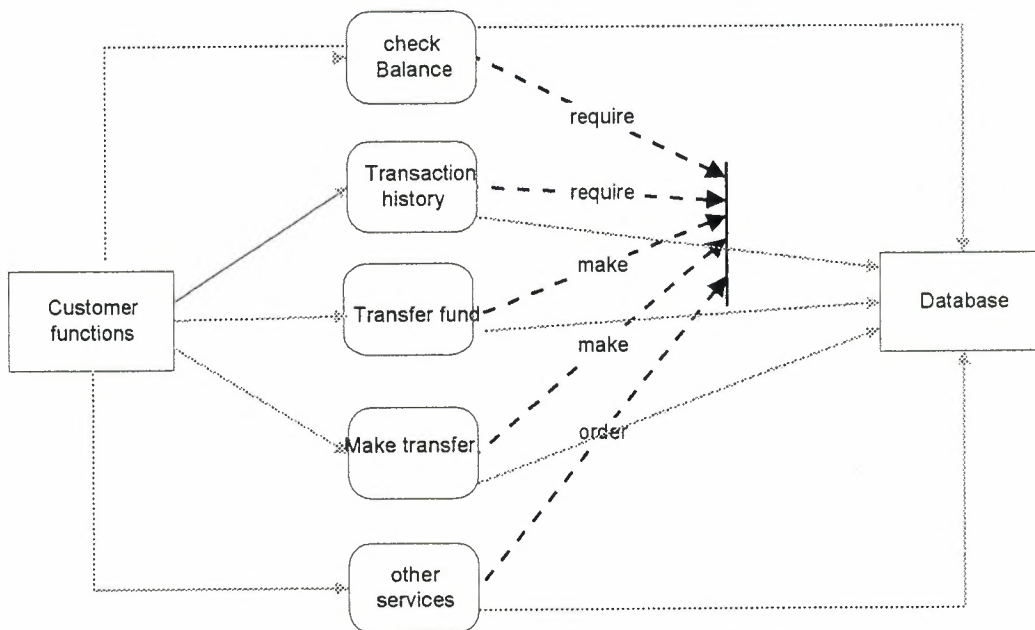 check
Balance
require
Transaction
history
require
make
Customer
functions
Transfer fund
Database
make
Make transfer
order
other
services